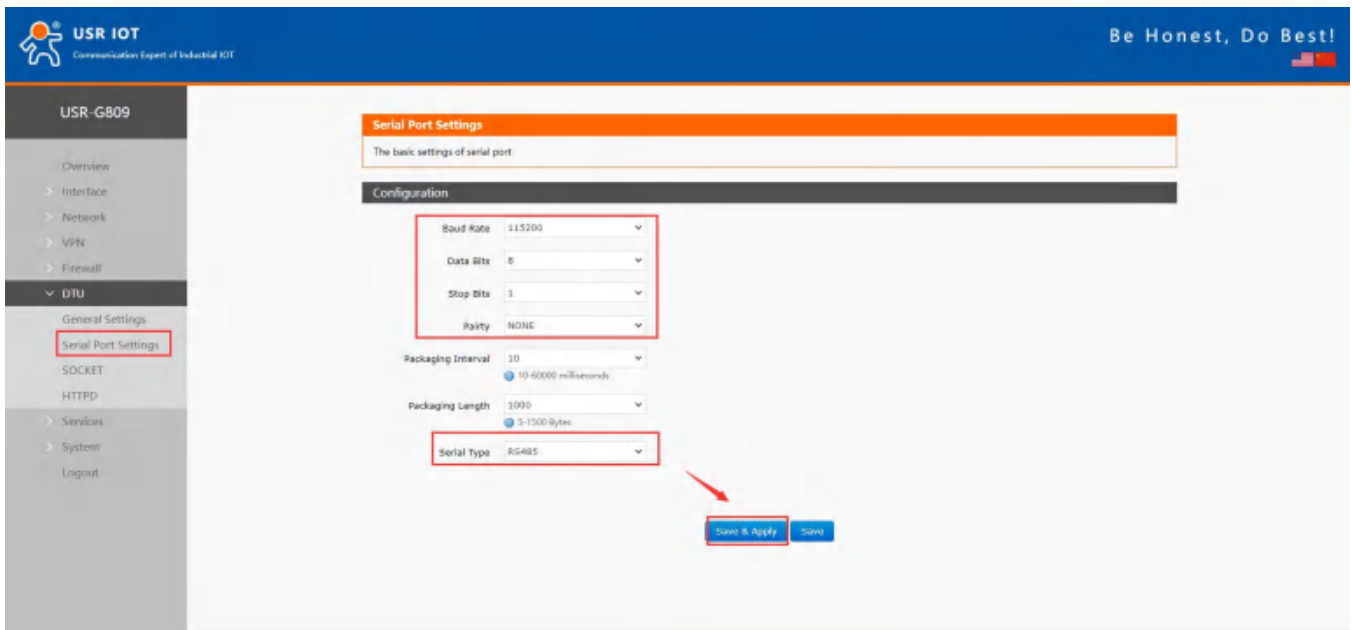 USR IOT
Communication Expert of Industrial IOT
Be Honest, Do Best!
USR-G809
Overview
Interface
Network
VPN
Firewall
DTU
General Settings
Serial Port Settings
SOCKET
HTTPD
Services
System
Logout
Serial Port Settings
The basic settings of serial port
Configuration
Baud Rate 115200
Data Bits 8
Stop Bits 1
Pairty NONE
Packaging Interval 10
10-60000 milliseconds
Packaging Length 1000
5-1500 Bytes
Serial Type RS485
Save & Apply Save